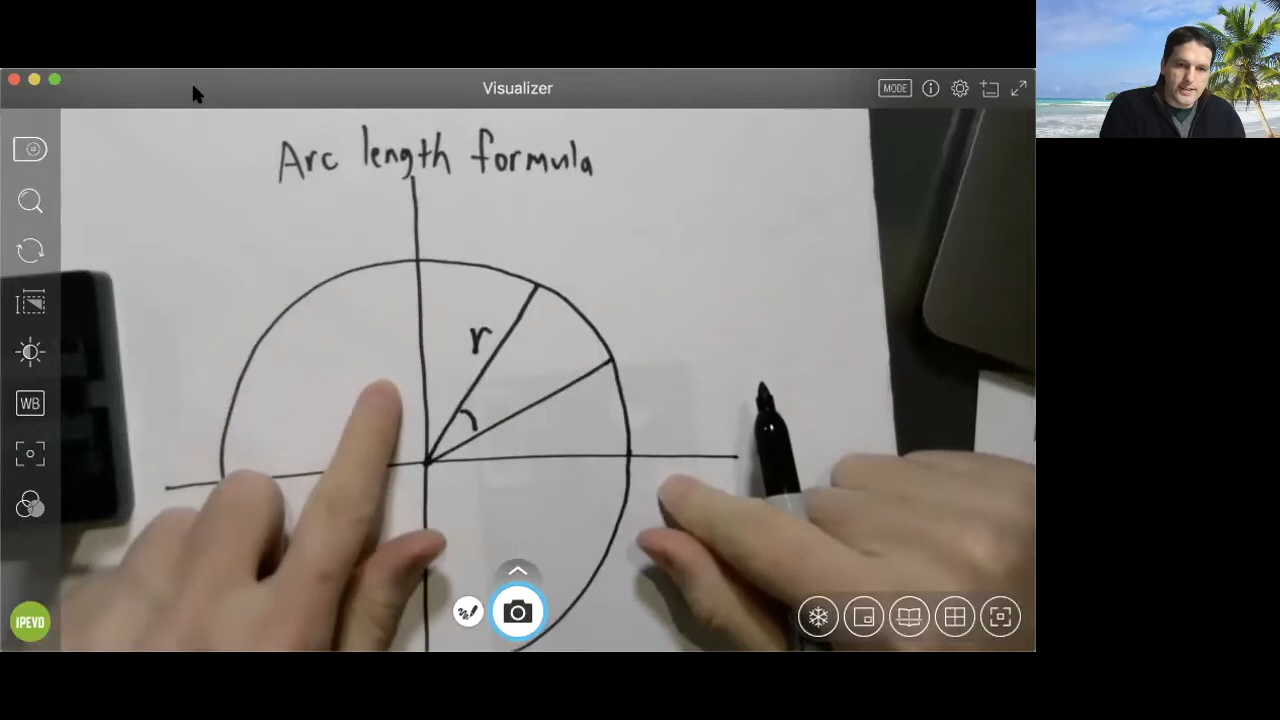 Visualizer
MODE
Arc length formula
r
WB
IPEVO